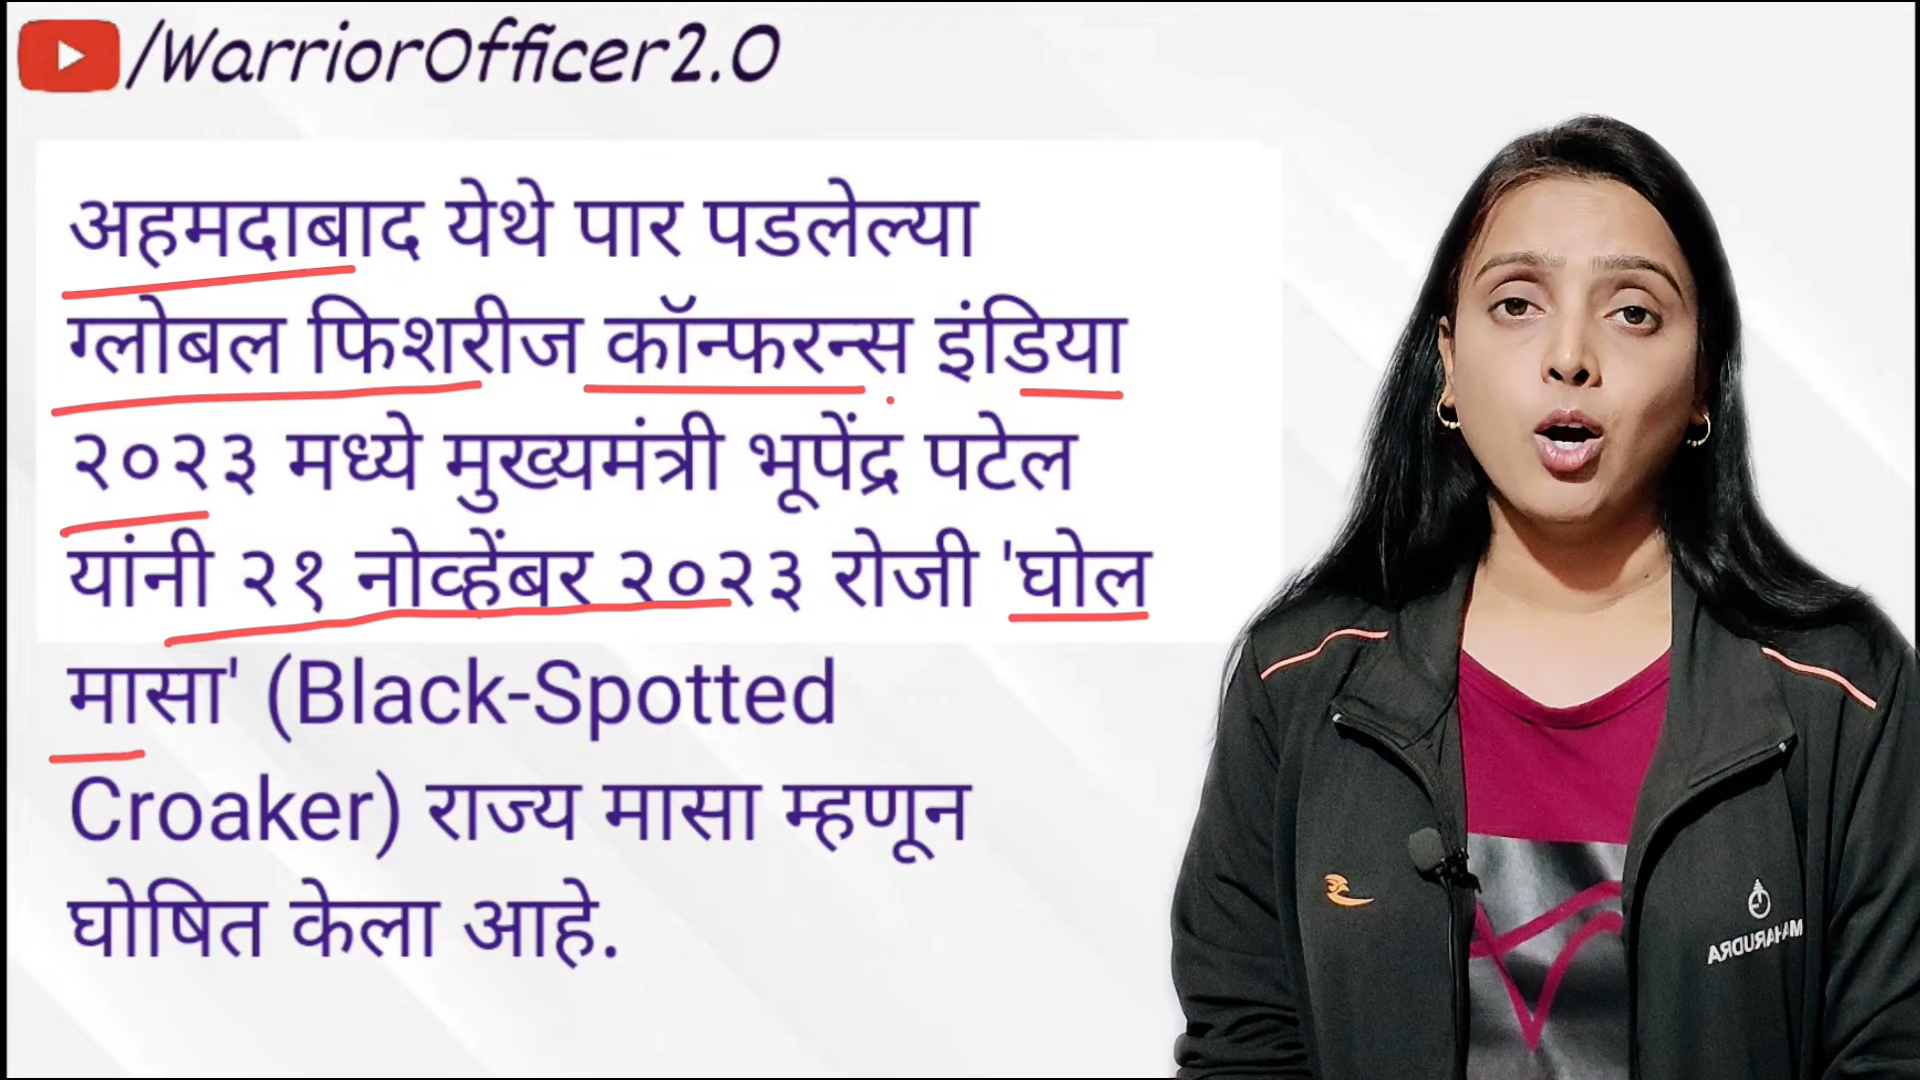 /WarriorOfficer2.0
अहमदाबाद येथे पार पडलेल्या
ग्लोबल फिशरीज कॉन्फरन्स इंडिया
२०२३ मध्ये मुख्यमंत्री भूपेंद्र पटेल
यांनी २१ नोव्हेंबर २०२३ रोजी 'घोल
मासा' (Black-Spotted
Croaker) राज्य मासा म्हणून
घोषित केला आहे.
MAHARUDRA